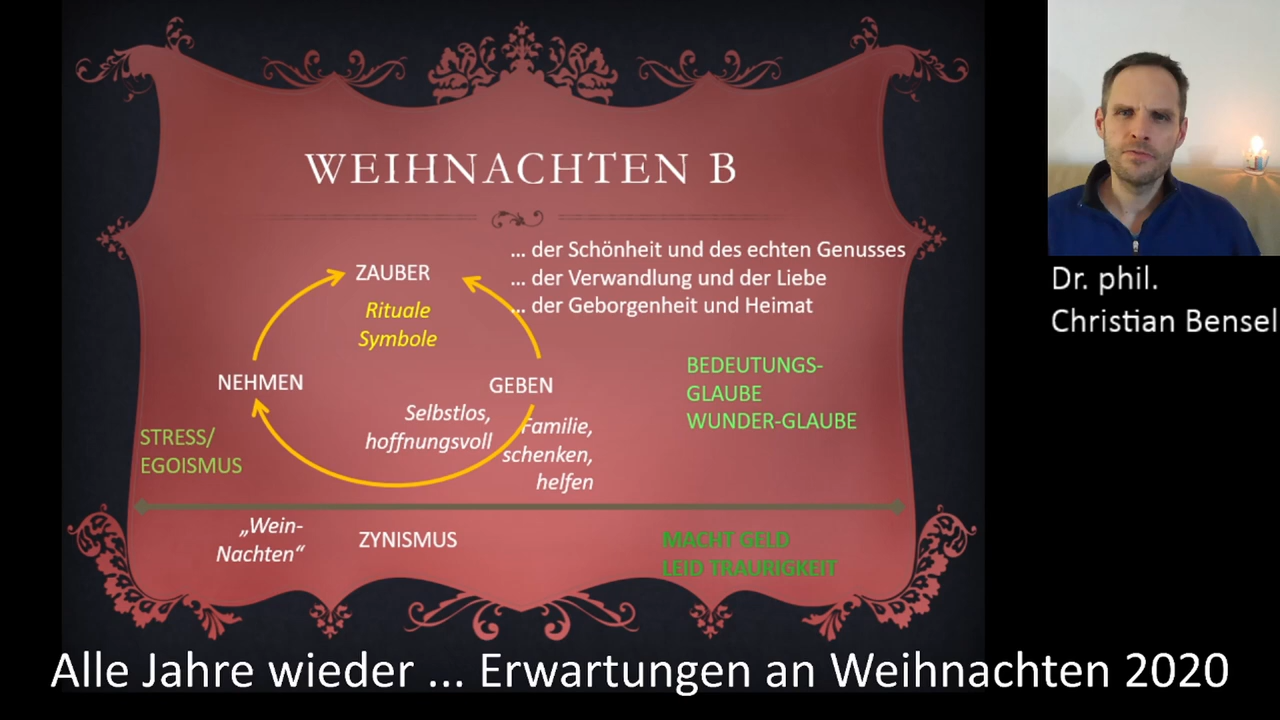 WEIHNACHTEN B
... der Schönheit und des echten Genusses
ZAUBER
... der Verwandlung und der Liebe
... der Geborgenheit und Heimat
Rituale
Symbole
NEHMEN
GEBEN
BEDEUTUNGS-
GLAUBE
WUNDER-GLAUBE
Selbstlos,
hoffnungsvoll
Familie,
schenken,
helfen
STRESS/
EGOISMUS
„Wein-
Nachten“
ZYNISMUS
MACHT GELD
LEID TRAURIGKEIT
Dr. phil.
Christian Bensel
Alle Jahre wieder ... Erwartungen an Weihnachten 2020